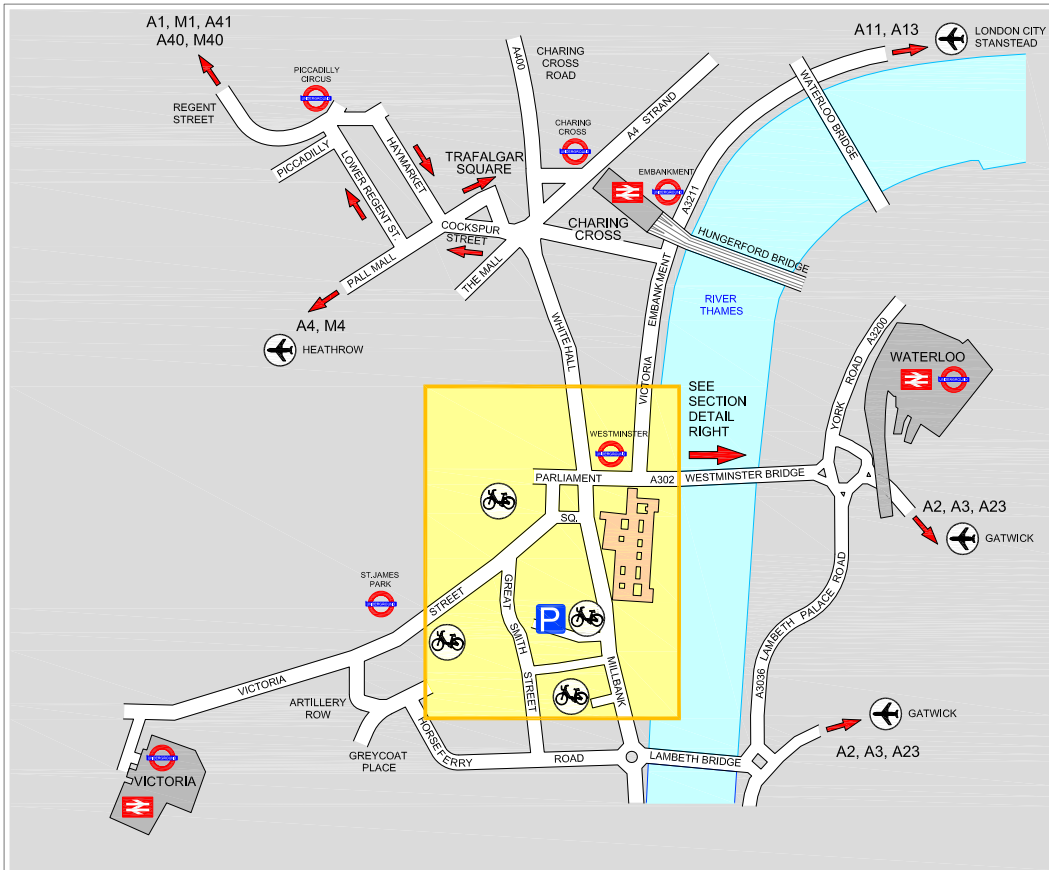 A1, M1, A41
A40, M40
A11, A13
LONDON CITY
STANSTEAD
CHARING
CROSS
ROAD
A400
PICCADILLY
CIRCUS
REGENT
STREET
CHARING
CROSS
A4 STRAND
WATERLOO BRIDGE
PICCADILLY
LOWER REGENT ST.
HAYMARKET
TRAFALGAR
SQUARE
EMBANKMENT
A3211
COCKSPUR
STREET
CHARING
CROSS
HUNGERFORD BRIDGE
PALL MALL
THE MALL
RIVER
THAMES
A4, M4
HEATHROW
WHITEHALL
VICTORIA EMBANKMENT
YORK ROAD A3200
WATERLOO
SEE
SECTION
DETAIL
RIGHT
WESTMINSTER
PARLIAMENT
A302 WESTMINSTER BRIDGE
SQ.
A2, A3, A23
GATWICK
ST.JAMES
PARK
VICTORIA STREET
GREAT SMITH STREET
MILLBANK
A3036 LAMBETH PALACE ROAD
P
ARTILLERY
ROW
GREYCOAT
PLACE
HORSEFERRY ROAD
LAMBETH BRIDGE
GATWICK
A2, A3, A23
VICTORIA